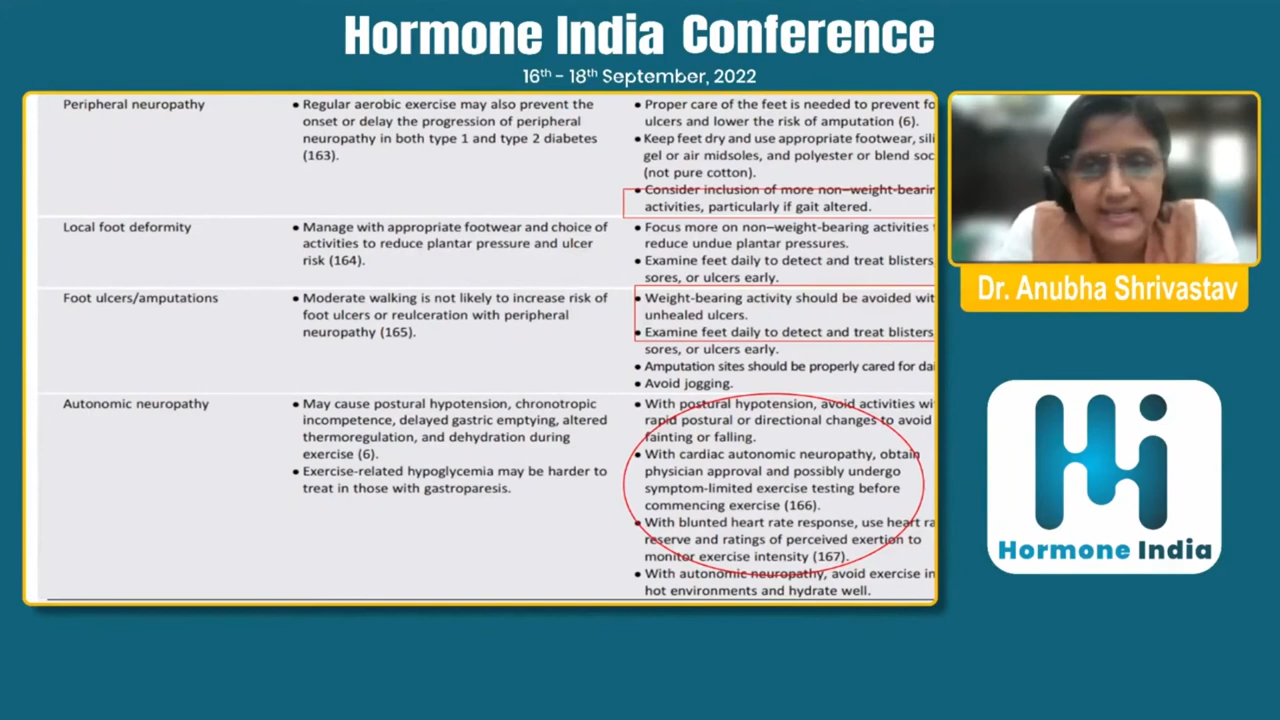 Hormone India Conference
16th - 18th September, 2022
Peripheral neuropathy
• Regular aerobic exercise may also prevent the
onset or delay the progression of peripheral
neuropathy in both type 1 and type 2 diabetes
(163).
• Proper care of the feet is needed to prevent fo
ulcers and lower the risk of amputation (6).
• Keep feet dry and use appropriate footwear, sili
gel or air midsoles, and polyester or blend soc
(not pure cotton).
• Consider inclusion of more non–weight-bearin
activities, particularly if gait altered.
Local foot deformity
• Manage with appropriate footwear and choice of
activities to reduce plantar pressure and ulcer
risk (164).
• Focus more on non–weight-bearing activities t
reduce undue plantar pressures.
• Examine feet daily to detect and treat blisters,
sores, or ulcers early.
Foot ulcers/amputations
• Moderate walking is not likely to increase risk of
foot ulcers or reulceration with peripheral
neuropathy (165).
• Weight-bearing activity should be avoided wit
unhealed ulcers.
• Examine feet daily to detect and treat blisters,
sores, or ulcers early.
• Amputation sites should be properly cared for dai
• Avoid jogging.
Autonomic neuropathy
• May cause postural hypotension, chronotropic
incompetence, delayed gastric emptying, altered
thermoregulation, and dehydration during
exercise (6).
• Exercise-related hypoglycemia may be harder to
treat in those with gastroparesis.
• With postural hypotension, avoid activities wi
rapid postural or directional changes to avoid
fainting or falling.
• With cardiac autonomic neuropathy, obtain
physician approval and possibly undergo
symptom-limited exercise testing before
commencing exercise (166).
• With blunted heart rate response, use heart ra
reserve and ratings of perceived exertion to
monitor exercise intensity (167).
• With autonomic neuropathy, avoid exercise in
hot environments and hydrate well.
Dr. Anubha Shrivastav
Hormone India